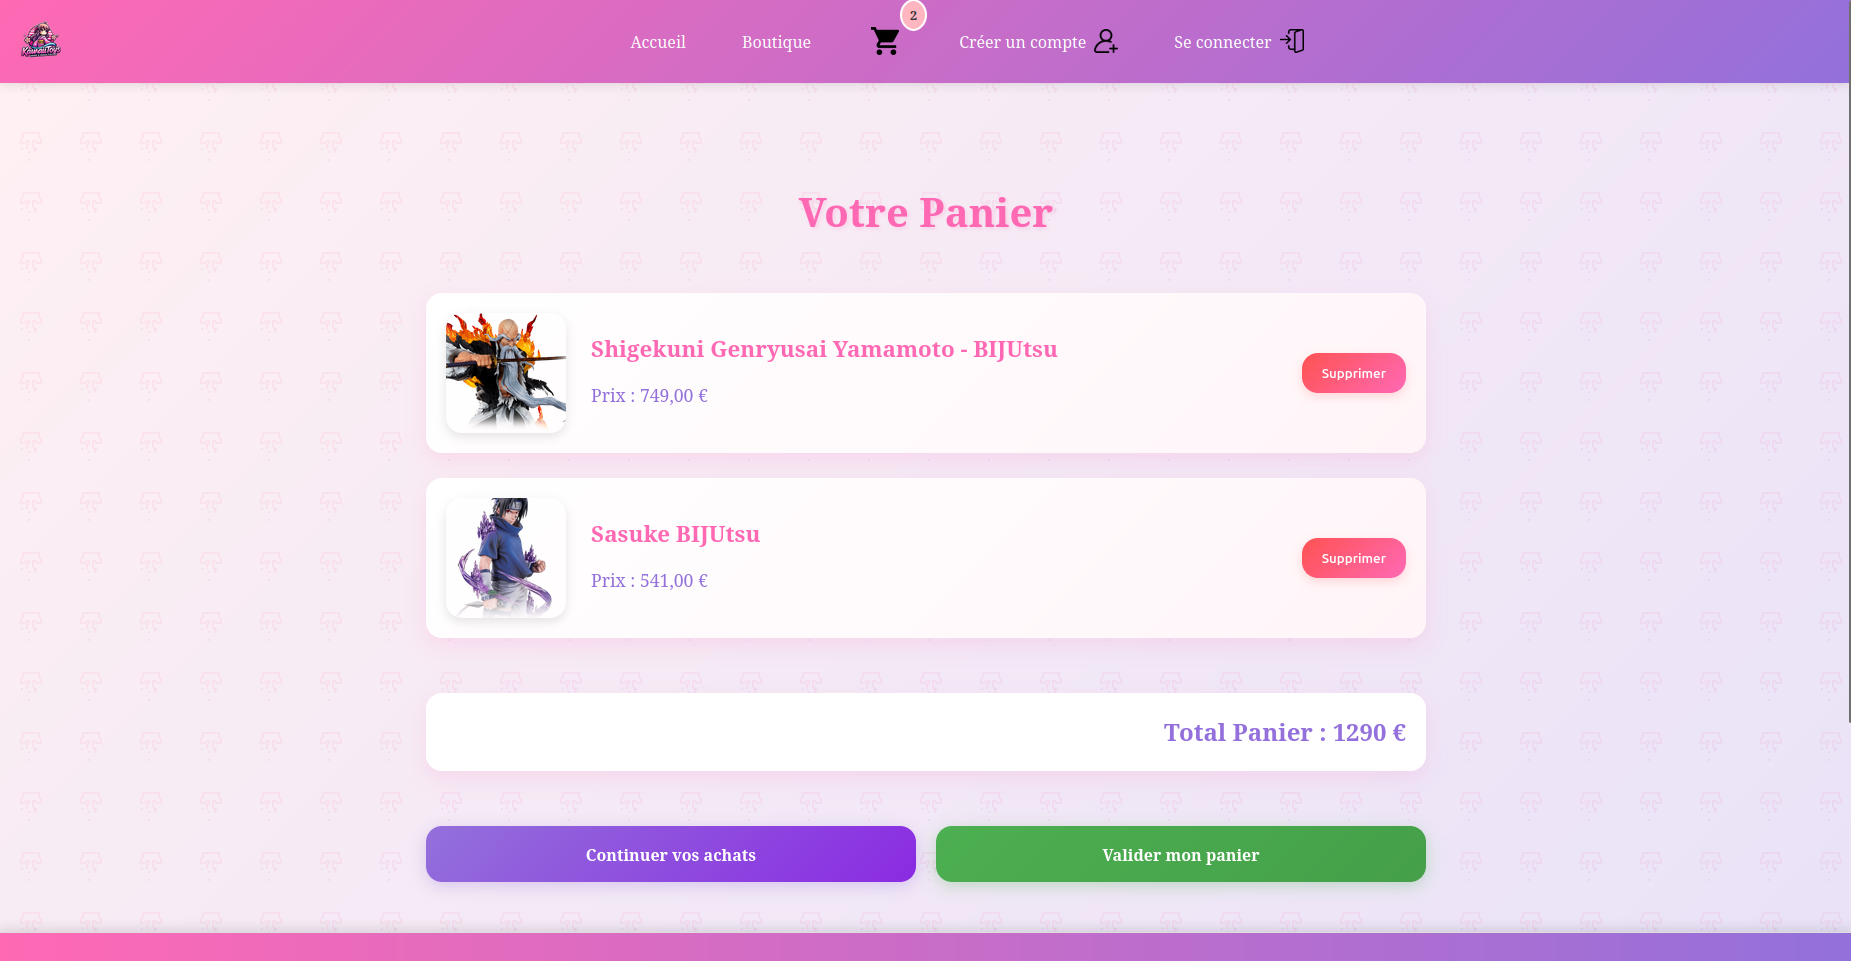 KawaiiToys
Accueil
Boutique
2
Créer un compte
Se connecter
Votre Panier
Shigekuni Genryusai Yamamoto - BIJUtsu
Prix : 749,00 €
Supprimer
Sasuke BIJUtsu
Prix : 541,00 €
Supprimer
Total Panier : 1290 €
Continuer vos achats
Valider mon panier